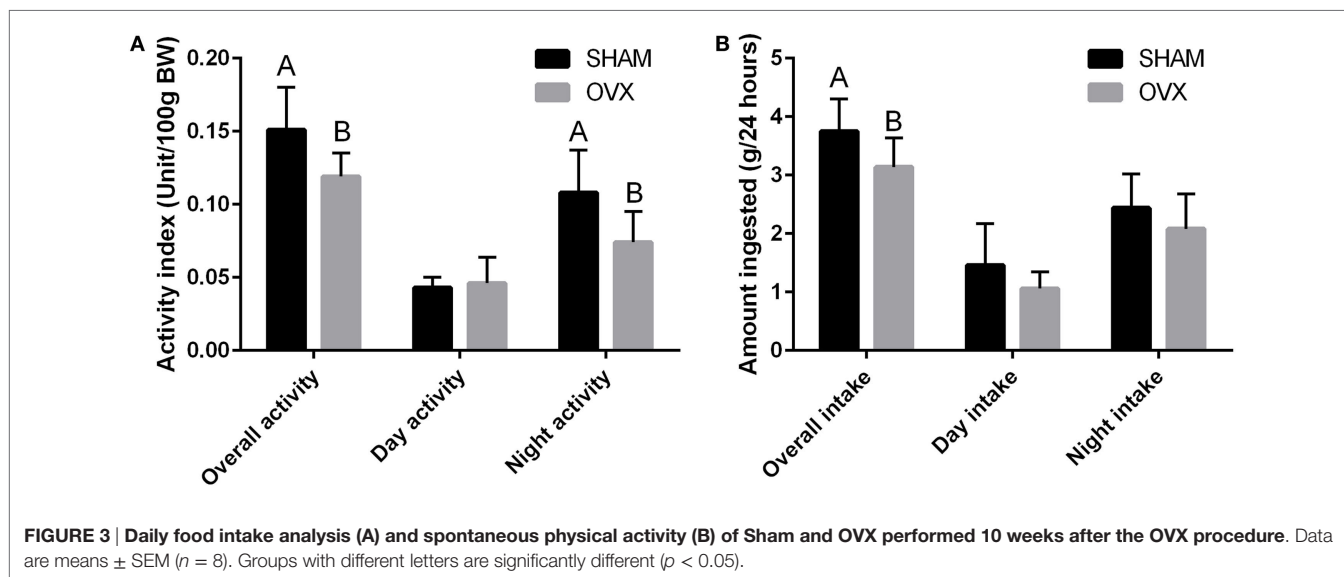 A
Activity index (Unit/100g BW)
0.20
0.15
0.10
0.05
0.00
A
B
A
B
SHAM
OVX
Overall activity
Day activity
Night activity
B
Amount ingested (g/24 hours)
5
4
3
2
1
0
A
B
SHAM
OVX
Overall intake
Day intake
Night intake
FIGURE 3 | Daily food intake analysis (A) and spontaneous physical activity (B) of Sham and OVX performed 10 weeks after the OVX procedure. Data
are means ± SEM (n = 8). Groups with different letters are significantly different (p < 0.05).